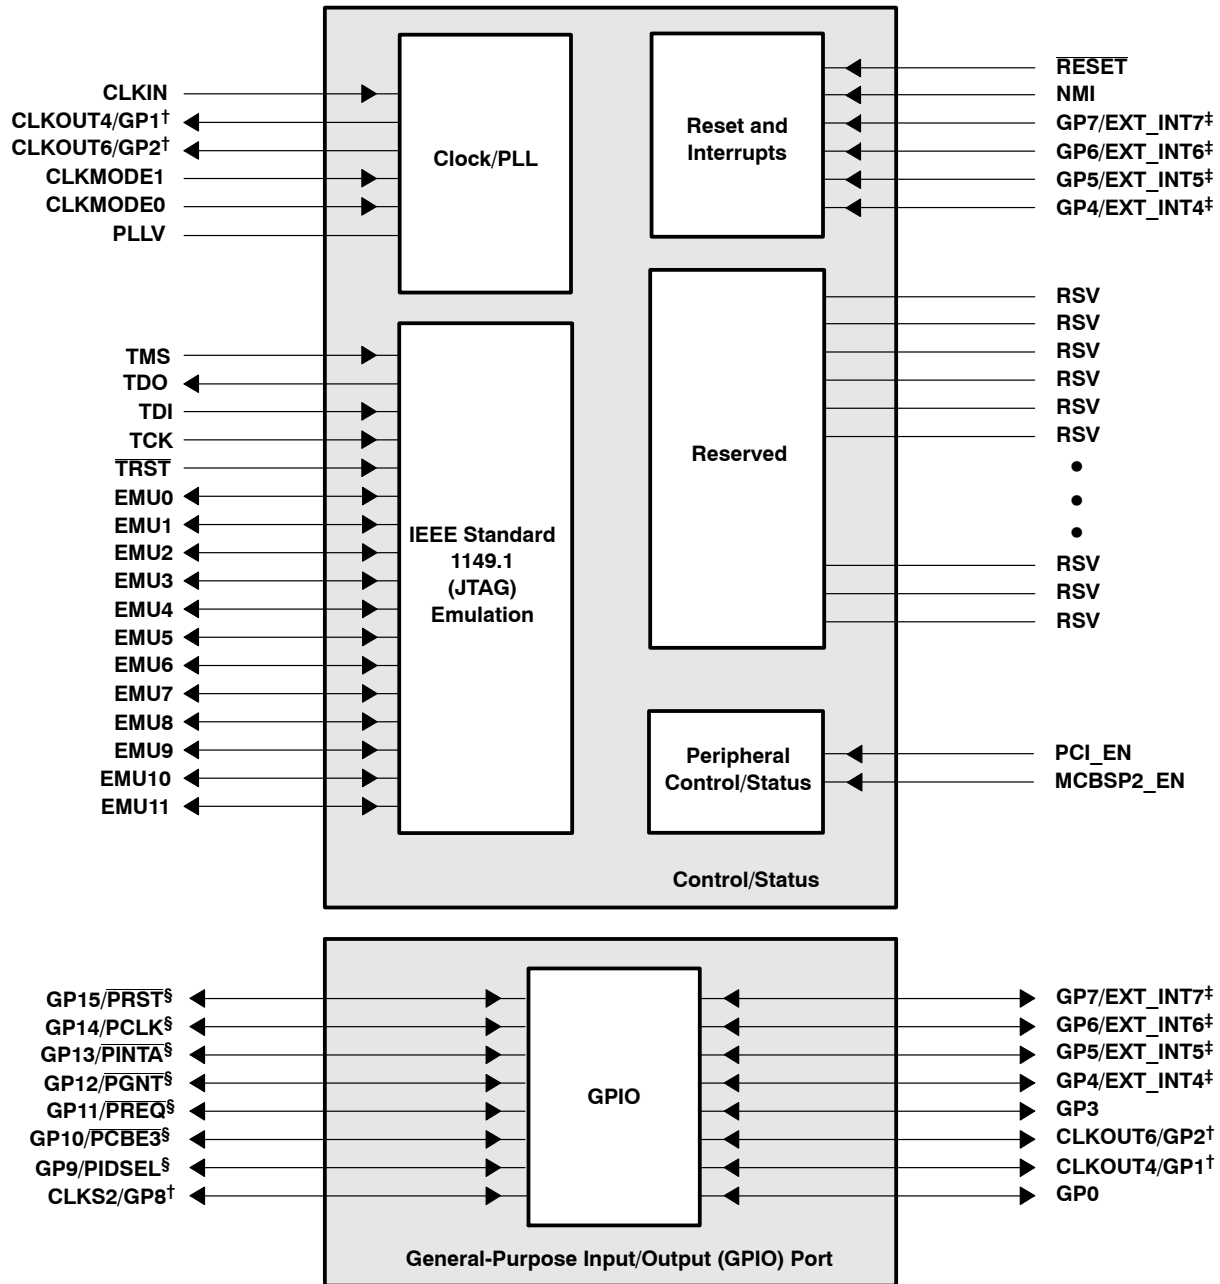 CLKIN
CLKOUT4/GP1†
CLKOUT6/GP2†
CLKMODE1
CLKMODE0
PLLV
Clock/PLL
Reset and
Interrupts
RESET
NMI
GP7/EXT_INT7‡
GP6/EXT_INT6‡
GP5/EXT_INT5‡
GP4/EXT_INT4‡
TMS
TDO
TDI
TCK
TRST
EMU0
EMU1
EMU2
EMU3
EMU4
EMU5
EMU6
EMU7
EMU8
EMU9
EMU10
EMU11
IEEE Standard
1149.1
(JTAG)
Emulation
Reserved
RSV
RSV
RSV
RSV
RSV
RSV
RSV
RSV
RSV
Peripheral
Control/Status
PCI_EN
MCBSP2_EN
Control/Status
GP15/PRST§
GP14/PCLK§
GP13/PINTA§
GP12/PGNT§
GP11/PREQ§
GP10/PCBE3§
GP9/PIDSEL§
CLKS2/GP8†
GPIO
GP7/EXT_INT7‡
GP6/EXT_INT6‡
GP5/EXT_INT5‡
GP4/EXT_INT4‡
GP3
CLKOUT6/GP2†
CLKOUT4/GP1†
GP0
General-Purpose Input/Output (GPIO) Port